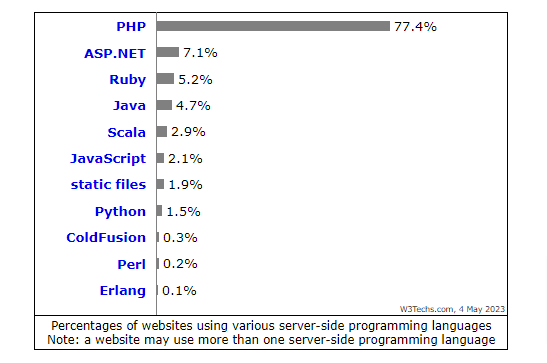 PHP 77.4%
ASP.NET 7.1%
Ruby 5.2%
Java 4.7%
Scala 2.9%
JavaScript 2.1%
static files 1.9%
Python 1.5%
ColdFusion 0.3%
Perl 0.2%
Erlang 0.1%
W3Techs.com, 4 May 2023
Percentages of websites using various server-side programming languages
Note: a website may use more than one server-side programming language